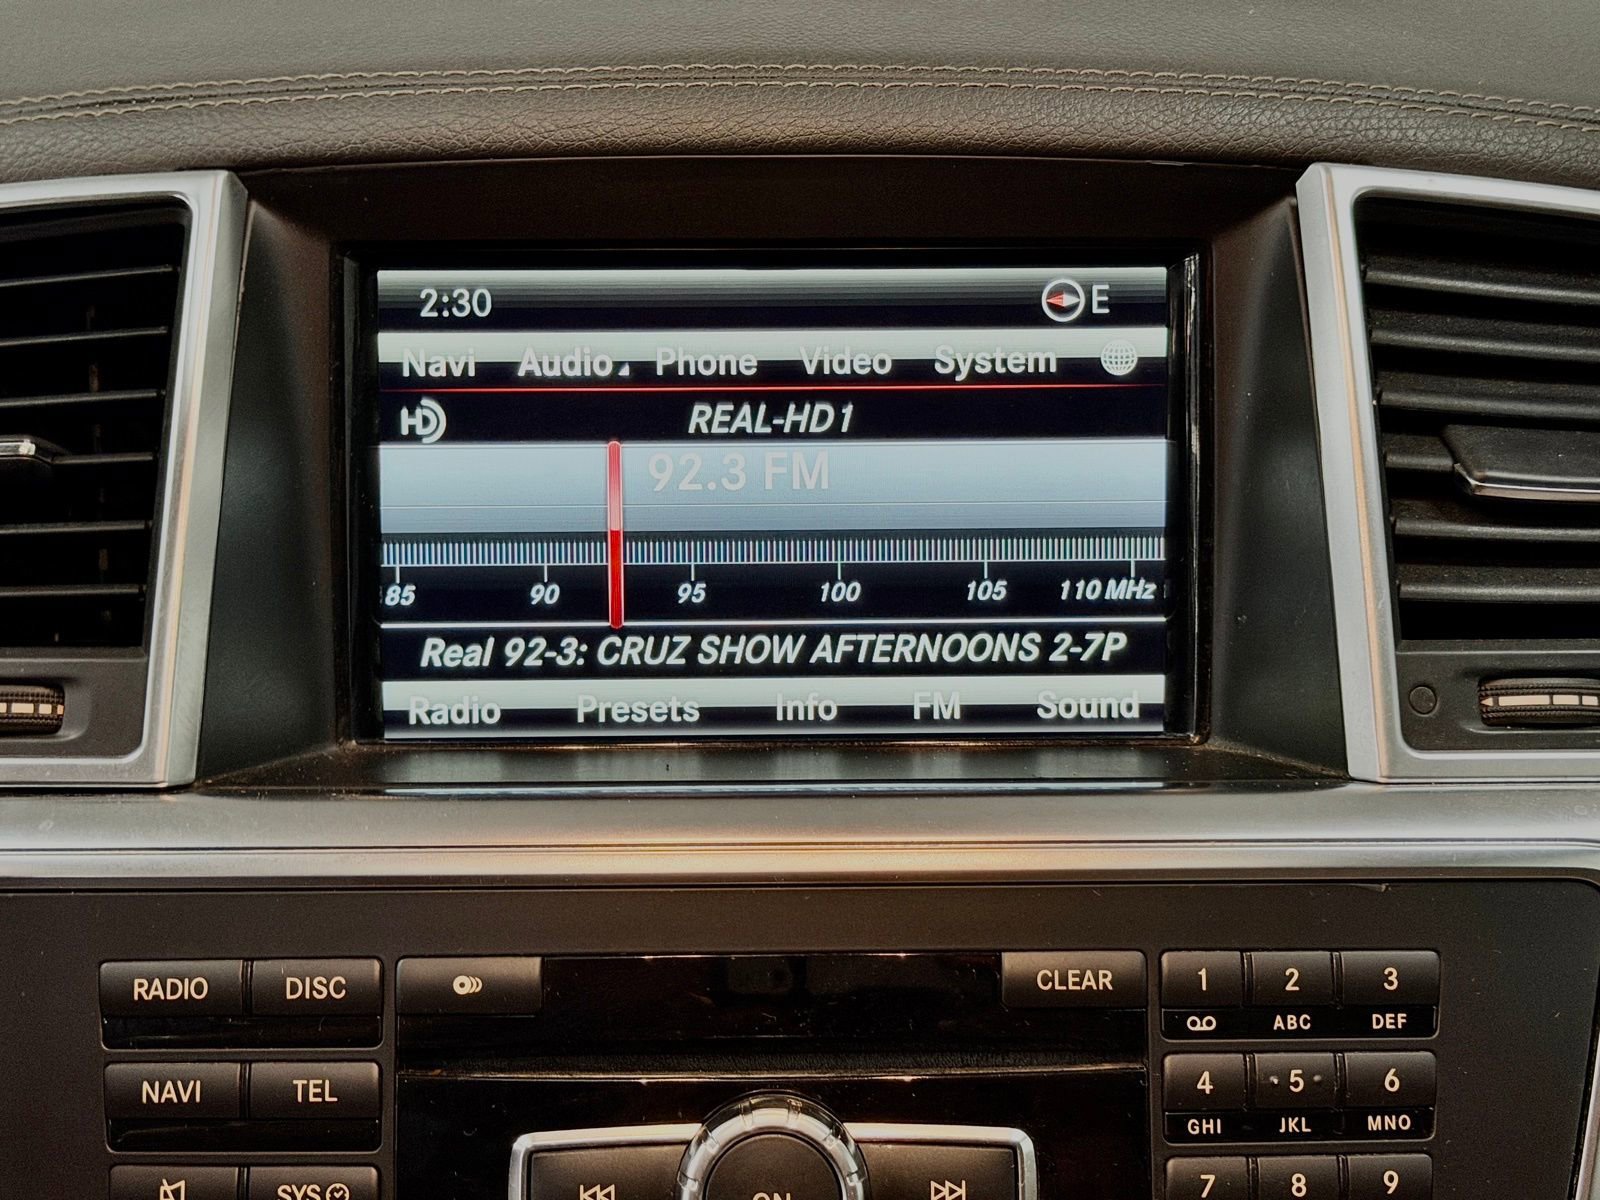 2:30 E
Navi Audio Phone Video System
HD REAL-HD1
92.3 FM
85 90 95 100 105 110 MHz
Real 92-3: CRUZ SHOW AFTERNOONS 2-7P
Radio Presets Info FM Sound
RADIO DISC CLEAR 1 2 3
ABC DEF
NAVI TEL 4 5 6
GHI JKL MNO
SYS ON 7 8 9